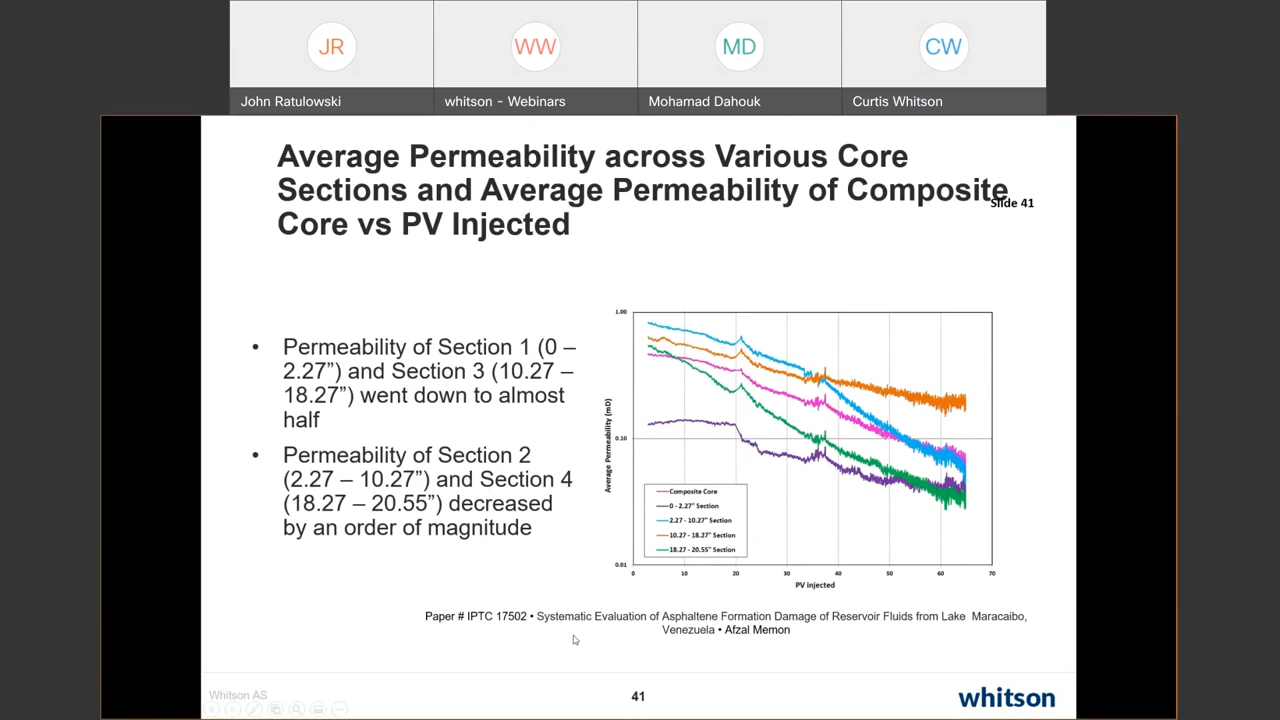 JR
WW
MD
CW
John Ratulowski
whitson - Webinars
Mohamad Dahouk
Curtis Whitson
Average Permeability across Various Core
Sections and Average Permeability of Composite
Slide 41
Core vs PV Injected
• Permeability of Section 1 (0 –
2.27”) and Section 3 (10.27 –
18.27”) went down to almost
half
• Permeability of Section 2
(2.27 – 10.27”) and Section 4
(18.27 – 20.55”) decreased
by an order of magnitude
1.00
0.10
0.01
Average Permeability (mD)
Composite Core
0 - 2.27" Section
2.27 - 10.27" Section
10.27 - 18.27" Section
18.27 - 20.55" Section
0 10 20 30 40 50 60 70
PV Injected
Paper # IPTC 17502 • Systematic Evaluation of Asphaltene Formation Damage of Reservoir Fluids from Lake Maracaibo,
Venezuela • Afzal Memon
Whitson AS
41
whitson